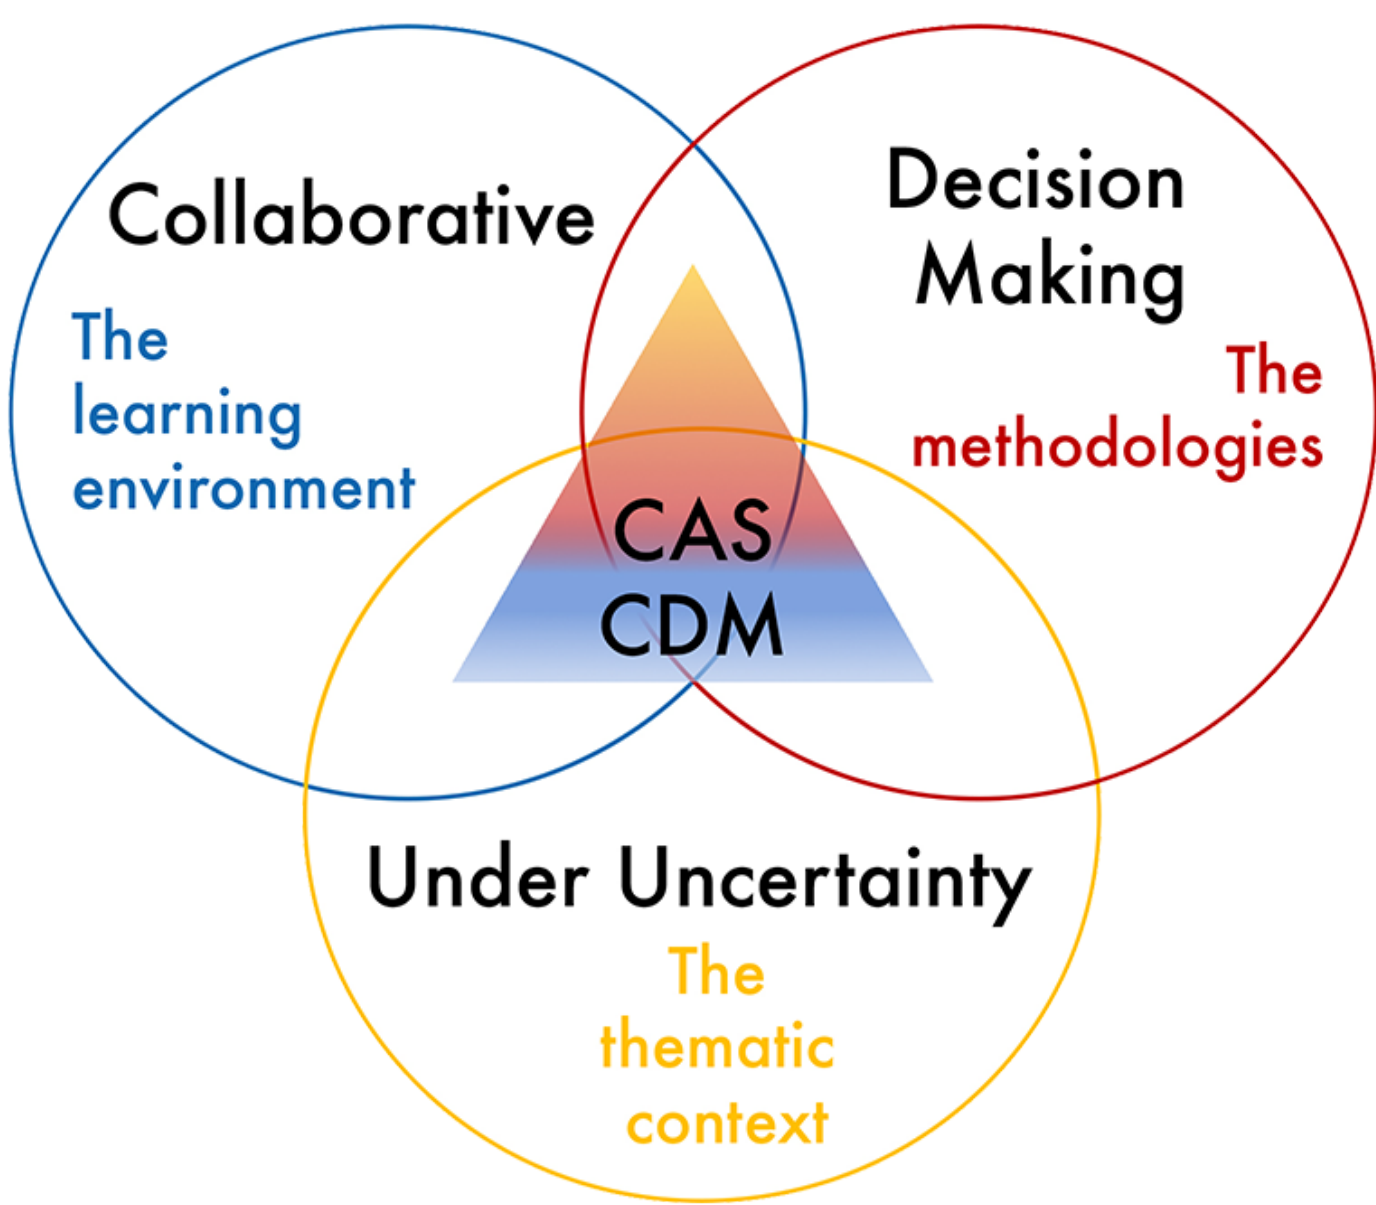 Collaborative
The
learning
environment
Decision
Making
The
methodologies
CAS
CDM
Under Uncertainty
The
thematic
context